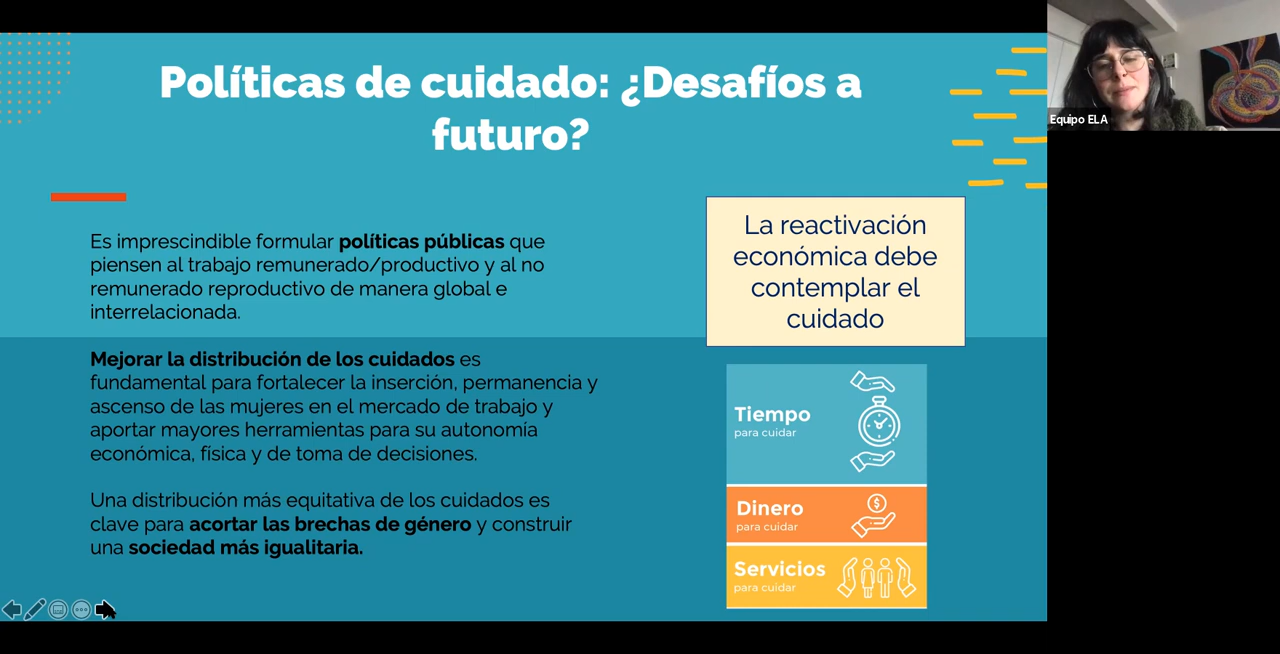 Políticas de cuidado: ¿Desafíos a
futuro?
Es imprescindible formular políticas públicas que
piensen al trabajo remunerado/productivo y al no
remunerado reproductivo de manera global e
interrelacionada.
Mejorar la distribución de los cuidados es
fundamental para fortalecer la inserción, permanencia y
ascenso de las mujeres en el mercado de trabajo y
aportar mayores herramientas para su autonomía
económica, física y de toma de decisiones.
Una distribución más equitativa de los cuidados es
clave para acortar las brechas de género y construir
una sociedad más igualitaria.
La reactivación
económica debe
contemplar el
cuidado
Tiempo
para cuidar
Dinero
para cuidar
$
Servicios
para cuidar
Equipo ELA